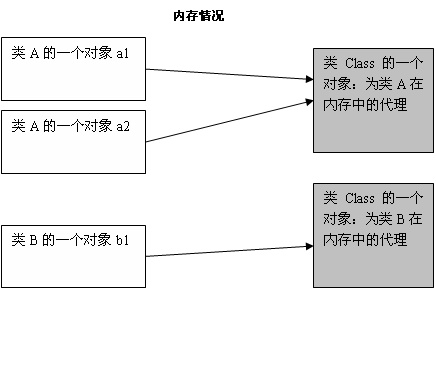 内存情况
类 A 的一个对象 a1
类 Class 的一个
对象：为类 A 在
内存中的代理
类 A 的一个对象 a2
类 Class 的一个
对象：为类 B 在
内存中的代理
类 B 的一个对象 b1